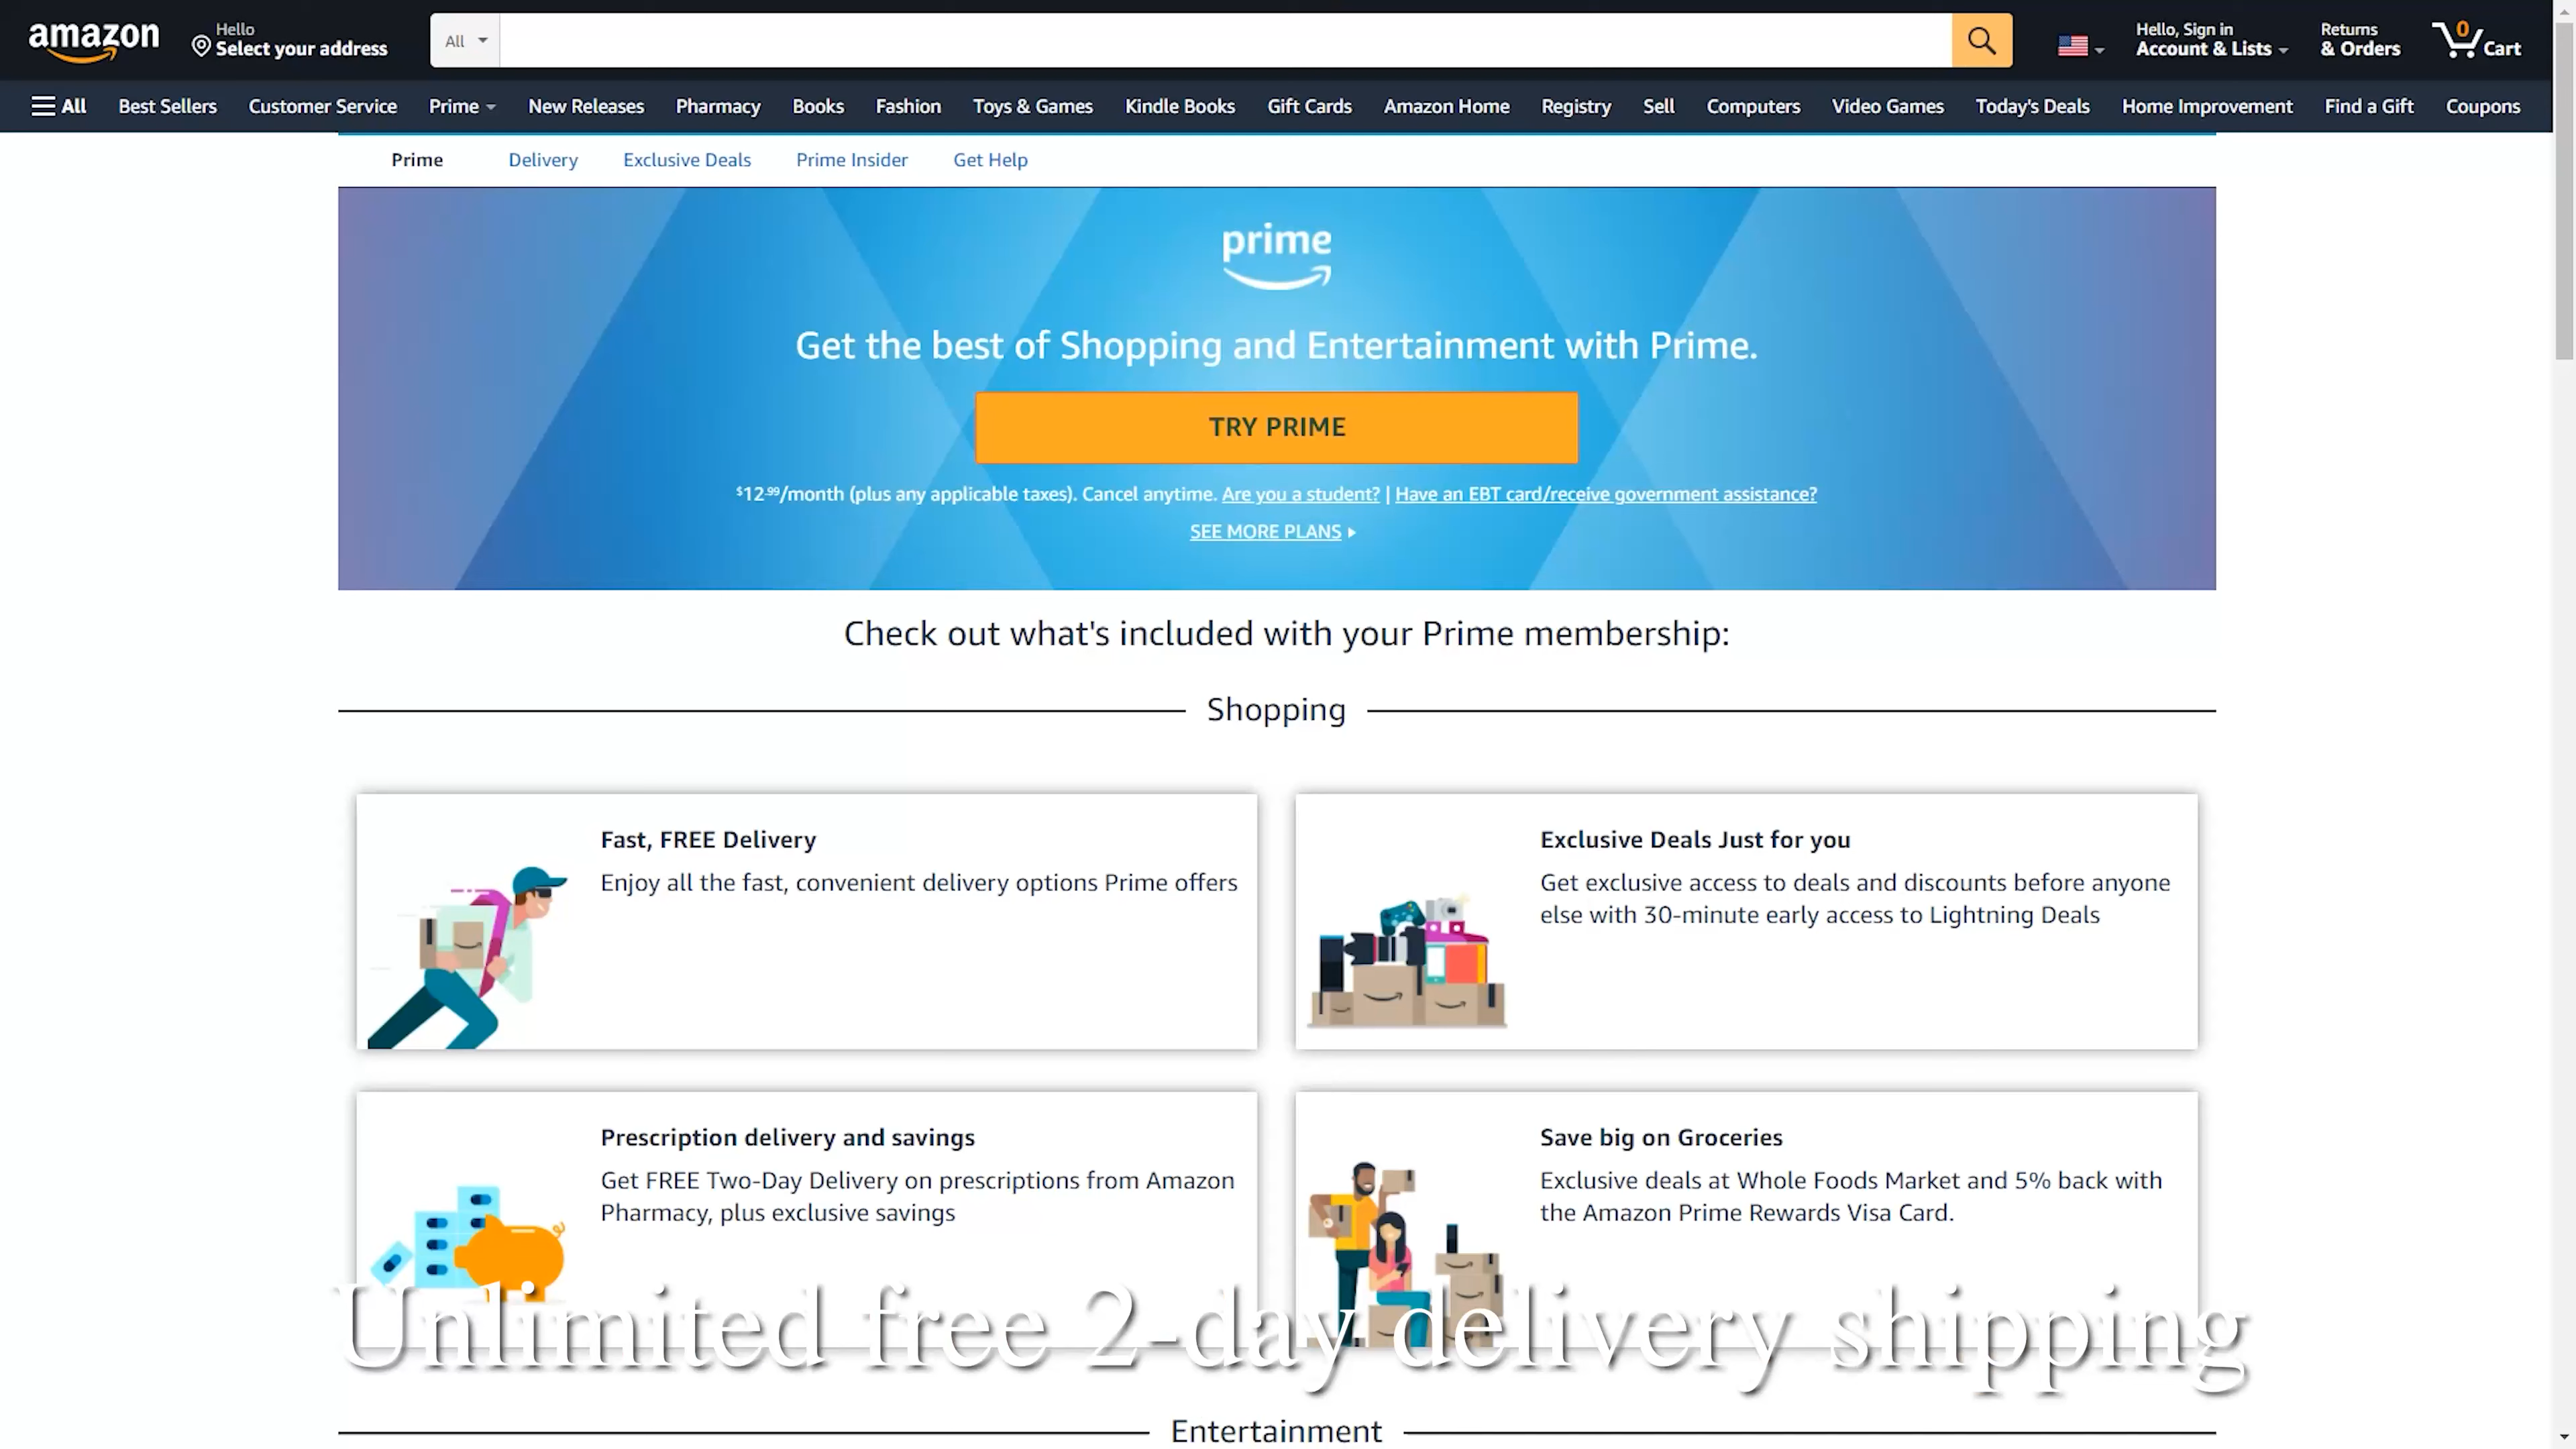 amazon
Hello
Select your address
All
Hello, Sign in
Account & Lists
Returns
& Orders
0
Cart
All Best Sellers Customer Service Prime New Releases Pharmacy Books Fashion Toys & Games Kindle Books Gift Cards Amazon Home Registry Sell Computers Video Games Today's Deals Home Improvement Find a Gift Coupons
Prime Delivery Exclusive Deals Prime Insider Get Help
prime
Get the best of Shopping and Entertainment with Prime.
TRY PRIME
$12.99/month (plus any applicable taxes). Cancel anytime. Are you a student? | Have an EBT card/receive government assistance?
SEE MORE PLANS
Check out what's included with your Prime membership:
Shopping
Fast, FREE Delivery
Enjoy all the fast, convenient delivery options Prime offers
Exclusive Deals Just for you
Get exclusive access to deals and discounts before anyone
else with 30-minute early access to Lightning Deals
Prescription delivery and savings
Get FREE Two-Day Delivery on prescriptions from Amazon
Pharmacy, plus exclusive savings
Save big on Groceries
Exclusive deals at Whole Foods Market and 5% back with
the Amazon Prime Rewards Visa Card.
Unlimited free 2-day delivery shipping
Entertainment